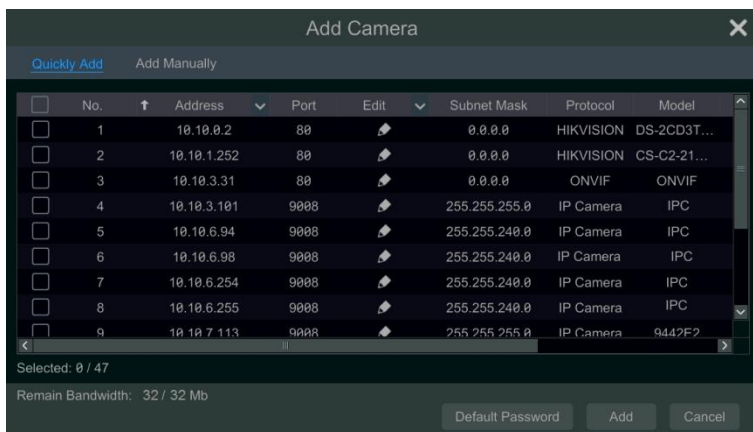 Add Camera
Quickly Add Add Manually
No. Address Port Edit Subnet Mask Protocol Model
1 10.10.0.2 80 0.0.0.0 HIKVISION DS-2CD3T...
2 10.10.1.252 80 0.0.0.0 HIKVISION CS-C2-21...
3 10.10.3.31 80 0.0.0.0 ONVIF ONVIF
4 10.10.3.101 9008 255.255.255.0 IP Camera IPC
5 10.10.6.94 9008 255.255.240.0 IP Camera IPC
6 10.10.6.98 9008 255.255.240.0 IP Camera IPC
7 10.10.6.254 9008 255.255.240.0 IP Camera IPC
8 10.10.6.255 9008 255.255.240.0 IP Camera IPC
9 10.10.7.113 9008 255.255.255.0 IP Camera 9442E2
Selected: 0 / 47
Remain Bandwidth: 32 / 32 Mb
Default Password Add Cancel